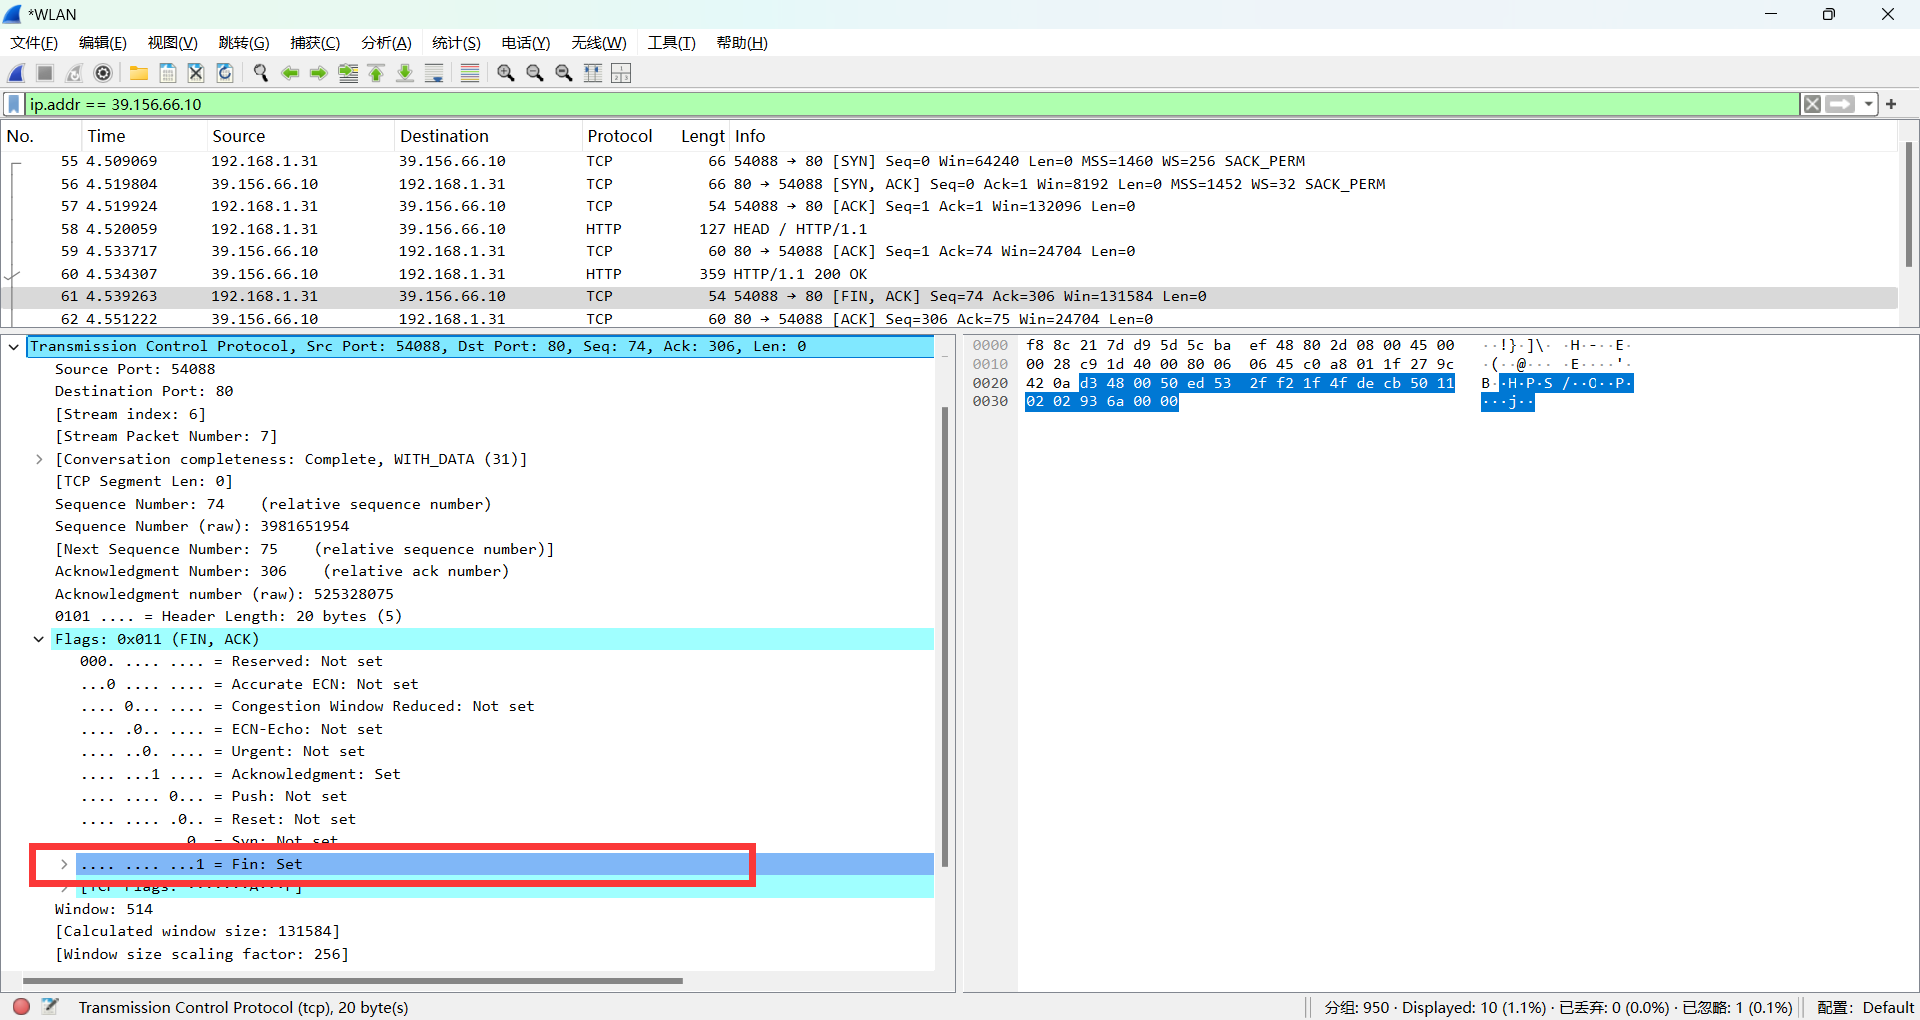 *WLAN
文件(F) 编辑(E) 视图(V) 跳转(G) 捕获(C) 分析(A) 统计(S) 电话(Y) 无线(W) 工具(T) 帮助(H)
ip.addr == 39.156.66.10
No. Time Source Destination Protocol Lengt Info
55 4.509069 192.168.1.31 39.156.66.10 TCP 66 54088 → 80 [SYN] Seq=0 Win=64240 Len=0 MSS=1460 WS=256 SACK_PERM
56 4.519804 39.156.66.10 192.168.1.31 TCP 66 80 → 54088 [SYN, ACK] Seq=0 Ack=1 Win=8192 Len=0 MSS=1452 WS=32 SACK_PERM
57 4.519924 192.168.1.31 39.156.66.10 TCP 54 54088 → 80 [ACK] Seq=1 Ack=1 Win=132096 Len=0
58 4.520059 192.168.1.31 39.156.66.10 HTTP 127 HEAD / HTTP/1.1
59 4.533717 39.156.66.10 192.168.1.31 TCP 60 80 → 54088 [ACK] Seq=1 Ack=74 Win=24704 Len=0
60 4.534307 39.156.66.10 192.168.1.31 HTTP 359 HTTP/1.1 200 OK
61 4.539263 192.168.1.31 39.156.66.10 TCP 54 54088 → 80 [FIN, ACK] Seq=74 Ack=306 Win=131584 Len=0
62 4.551222 39.156.66.10 192.168.1.31 TCP 60 80 → 54088 [ACK] Seq=306 Ack=75 Win=24704 Len=0
Transmission Control Protocol, Src Port: 54088, Dst Port: 80, Seq: 74, Ack: 306, Len: 0
Source Port: 54088
Destination Port: 80
[Stream index: 6]
[Stream Packet Number: 7]
[Conversation completeness: Complete, WITH_DATA (31)]
[TCP Segment Len: 0]
Sequence Number: 74 (relative sequence number)
Sequence Number (raw): 3981651954
[Next Sequence Number: 75 (relative sequence number)]
Acknowledgment Number: 306 (relative ack number)
Acknowledgment number (raw): 525328075
0101 .... = Header Length: 20 bytes (5)
Flags: 0x011 (FIN, ACK)
000. .... .... = Reserved: Not set
...0 .... .... = Accurate ECN: Not set
.... 0... .... = Congestion Window Reduced: Not set
.... .0.. .... = ECN-Echo: Not set
.... ..0. .... = Urgent: Not set
.... ...1 .... = Acknowledgment: Set
.... .... 0... = Push: Not set
.... .... .0.. = Reset: Not set
0. = Syn: Not set
.... .... ...1 = Fin: Set
[TCP Flags: ·······A···F]
Window: 514
[Calculated window size: 131584]
[Window size scaling factor: 256]
0000 f8 8c 21 7d d9 5d 5c ba ef 48 80 2d 08 00 45 00 ··!}·]\· ·H·-··E·
0010 00 28 c9 1d 40 00 80 06 06 45 c0 a8 01 1f 27 9c ·(··@··· ·E····'·
0020 42 0a d3 48 00 50 ed 53 2f f2 1f 4f de cb 50 11 B··H·P·S /··O··P·
0030 02 02 93 6a 00 00 ···j··
Transmission Control Protocol (tcp), 20 byte(s)
分组: 950 · Displayed: 10 (1.1%) · 已丢弃: 0 (0.0%) · 已忽略: 1 (0.1%)
配置: Default